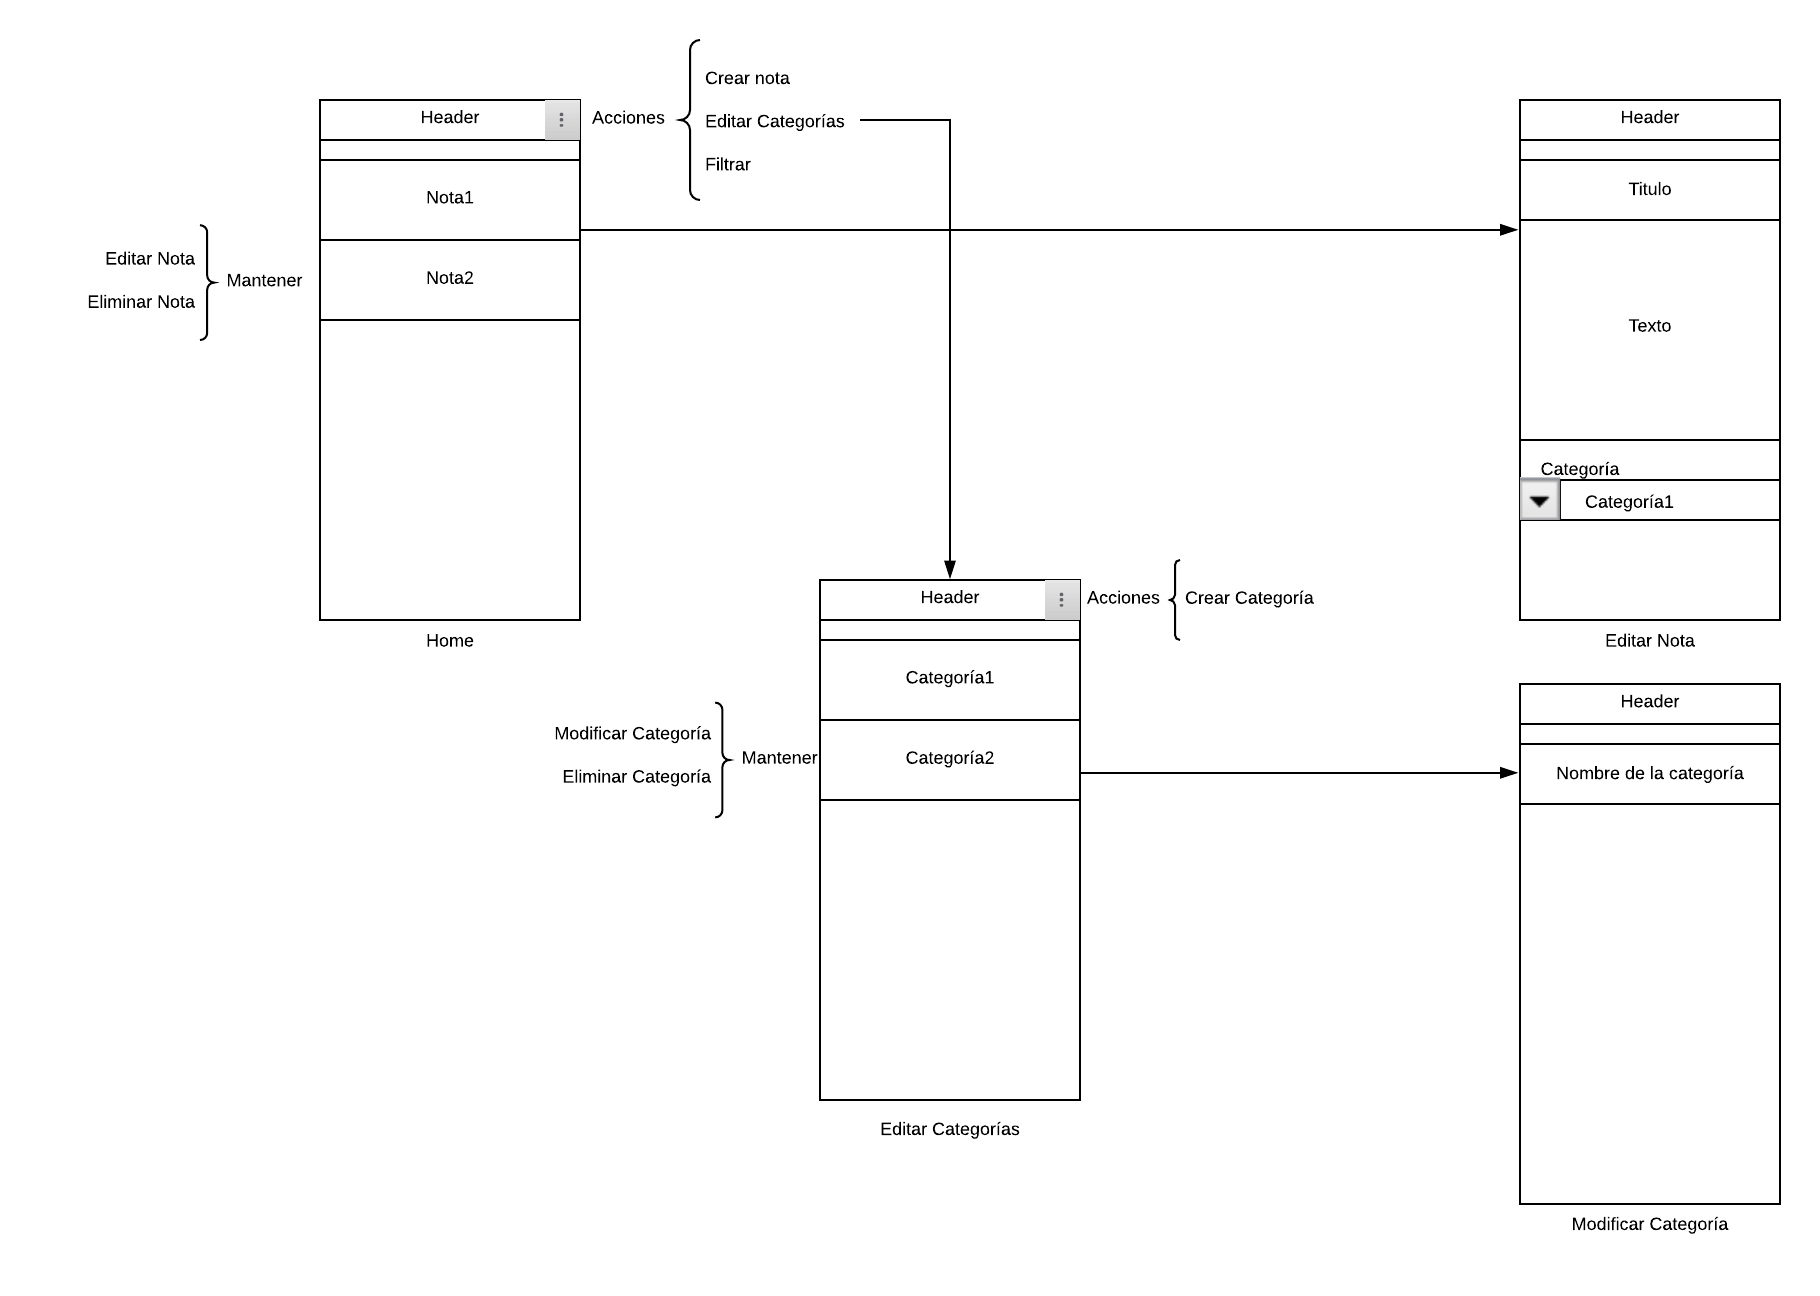 Header
Acciones
Crear nota
Editar Categorías
Filtrar
Nota1
Nota2
Editar Nota
Eliminar Nota
Mantener
Home
Header
Titulo
Texto
Categoría
Categoría1
Editar Nota
Header
Acciones
Crear Categoría
Categoría1
Categoría2
Modificar Categoría
Eliminar Categoría
Mantener
Editar Categorías
Header
Nombre de la categoría
Modificar Categoría